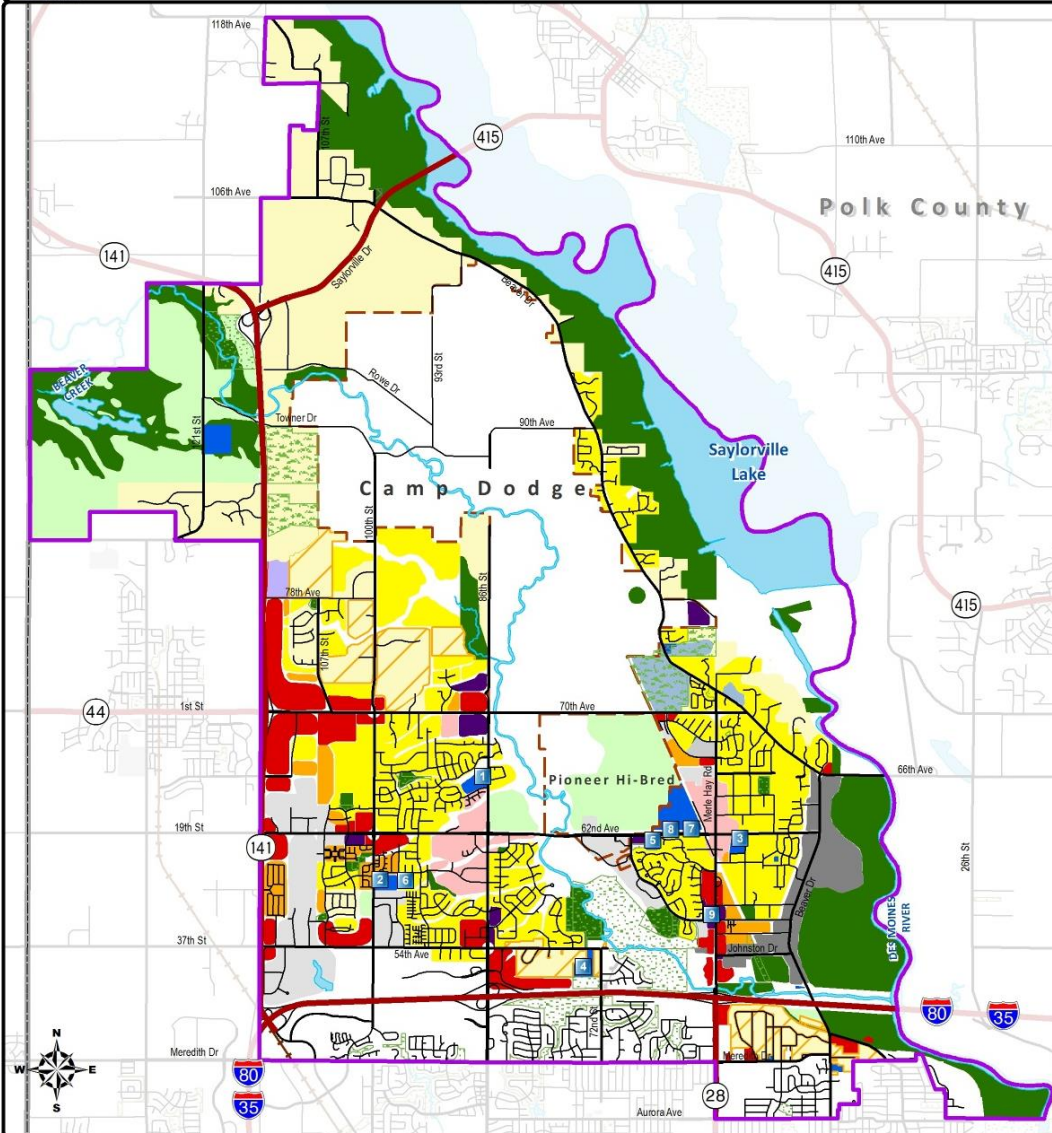 118th Ave
107th St
415
110th Ave
106th Ave
Polk County
141
Saylorville Dr
415
Beaver Dr
BEAVER
CREEK
93rd St
Rowe Dr
121st St
Towner Dr
90th Ave
Saylorville
Lake
Camp Dodge
100th St
86th St
78th Ave
415
107th St
44
1st St
70th Ave
66th Ave
1
Pioneer Hi-Bred
Merle Hay Rd
19th St
62nd Ave
5
8
7
3
141
26th St
2
6
Beaver Dr
9
DES MOINES
RIVER
37th St
54th Ave
Johnston Dr
4
72nd St
80
35
N
W
E
S
Meredith Dr
Meredith Dr
80
35
28
Aurora Ave